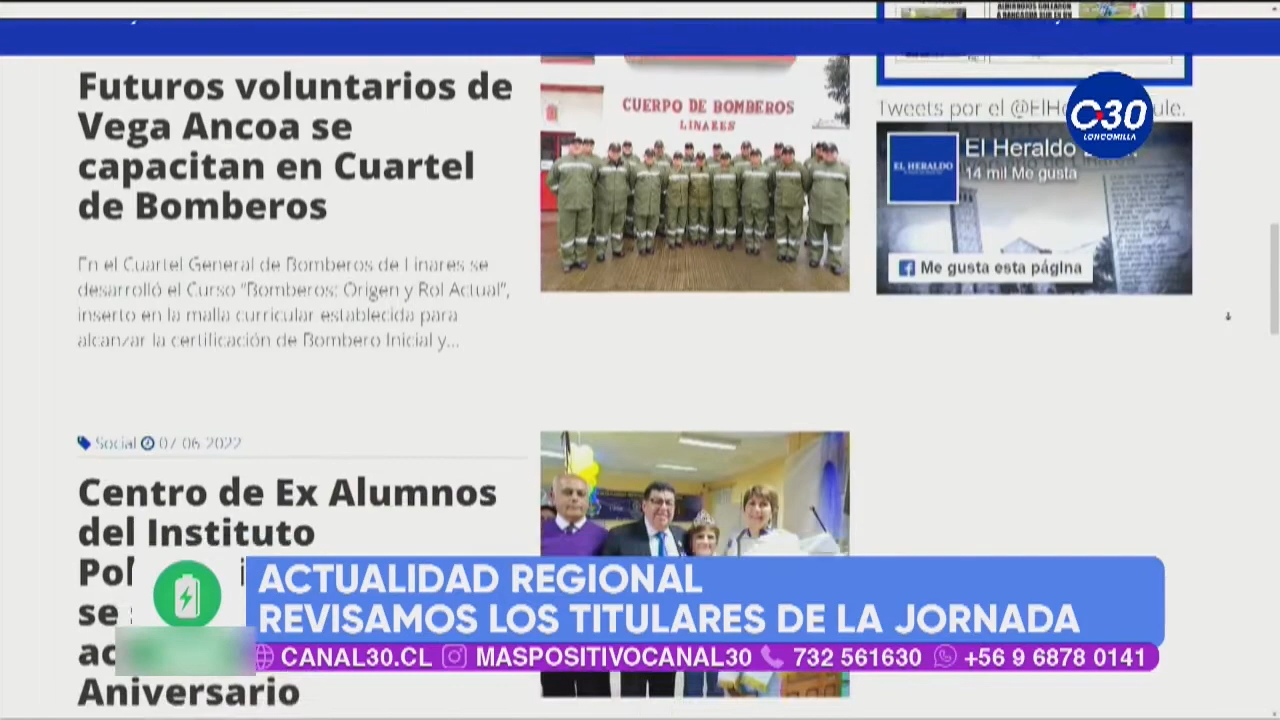 Futuros voluntarios de
Vega Ancoa se
capacitan en Cuartel
de Bomberos
En el Cuartel General de Bomberos de Linares se
desarrolló el Curso “Bomberos: Origen y Rol Actual”,
inserto en la malla curricular establecida para
alcanzar la certificación de Bombero Inicial y...
CUERPO DE BOMBEROS
LINARES
Tweets por el
C30
LONCOMILLA
EL HERALDO
El Heraldo
14 mil Me gusta
Me gusta esta página
Social 07-06-2022
Centro de Ex Alumnos
del Instituto
se
Aniversario
ACTUALIDAD REGIONAL
REVISAMOS LOS TITULARES DE LA JORNADA
CANAL30.CL MASPOSITIVOCANAL30 732 561630 +56 9 6878 0141